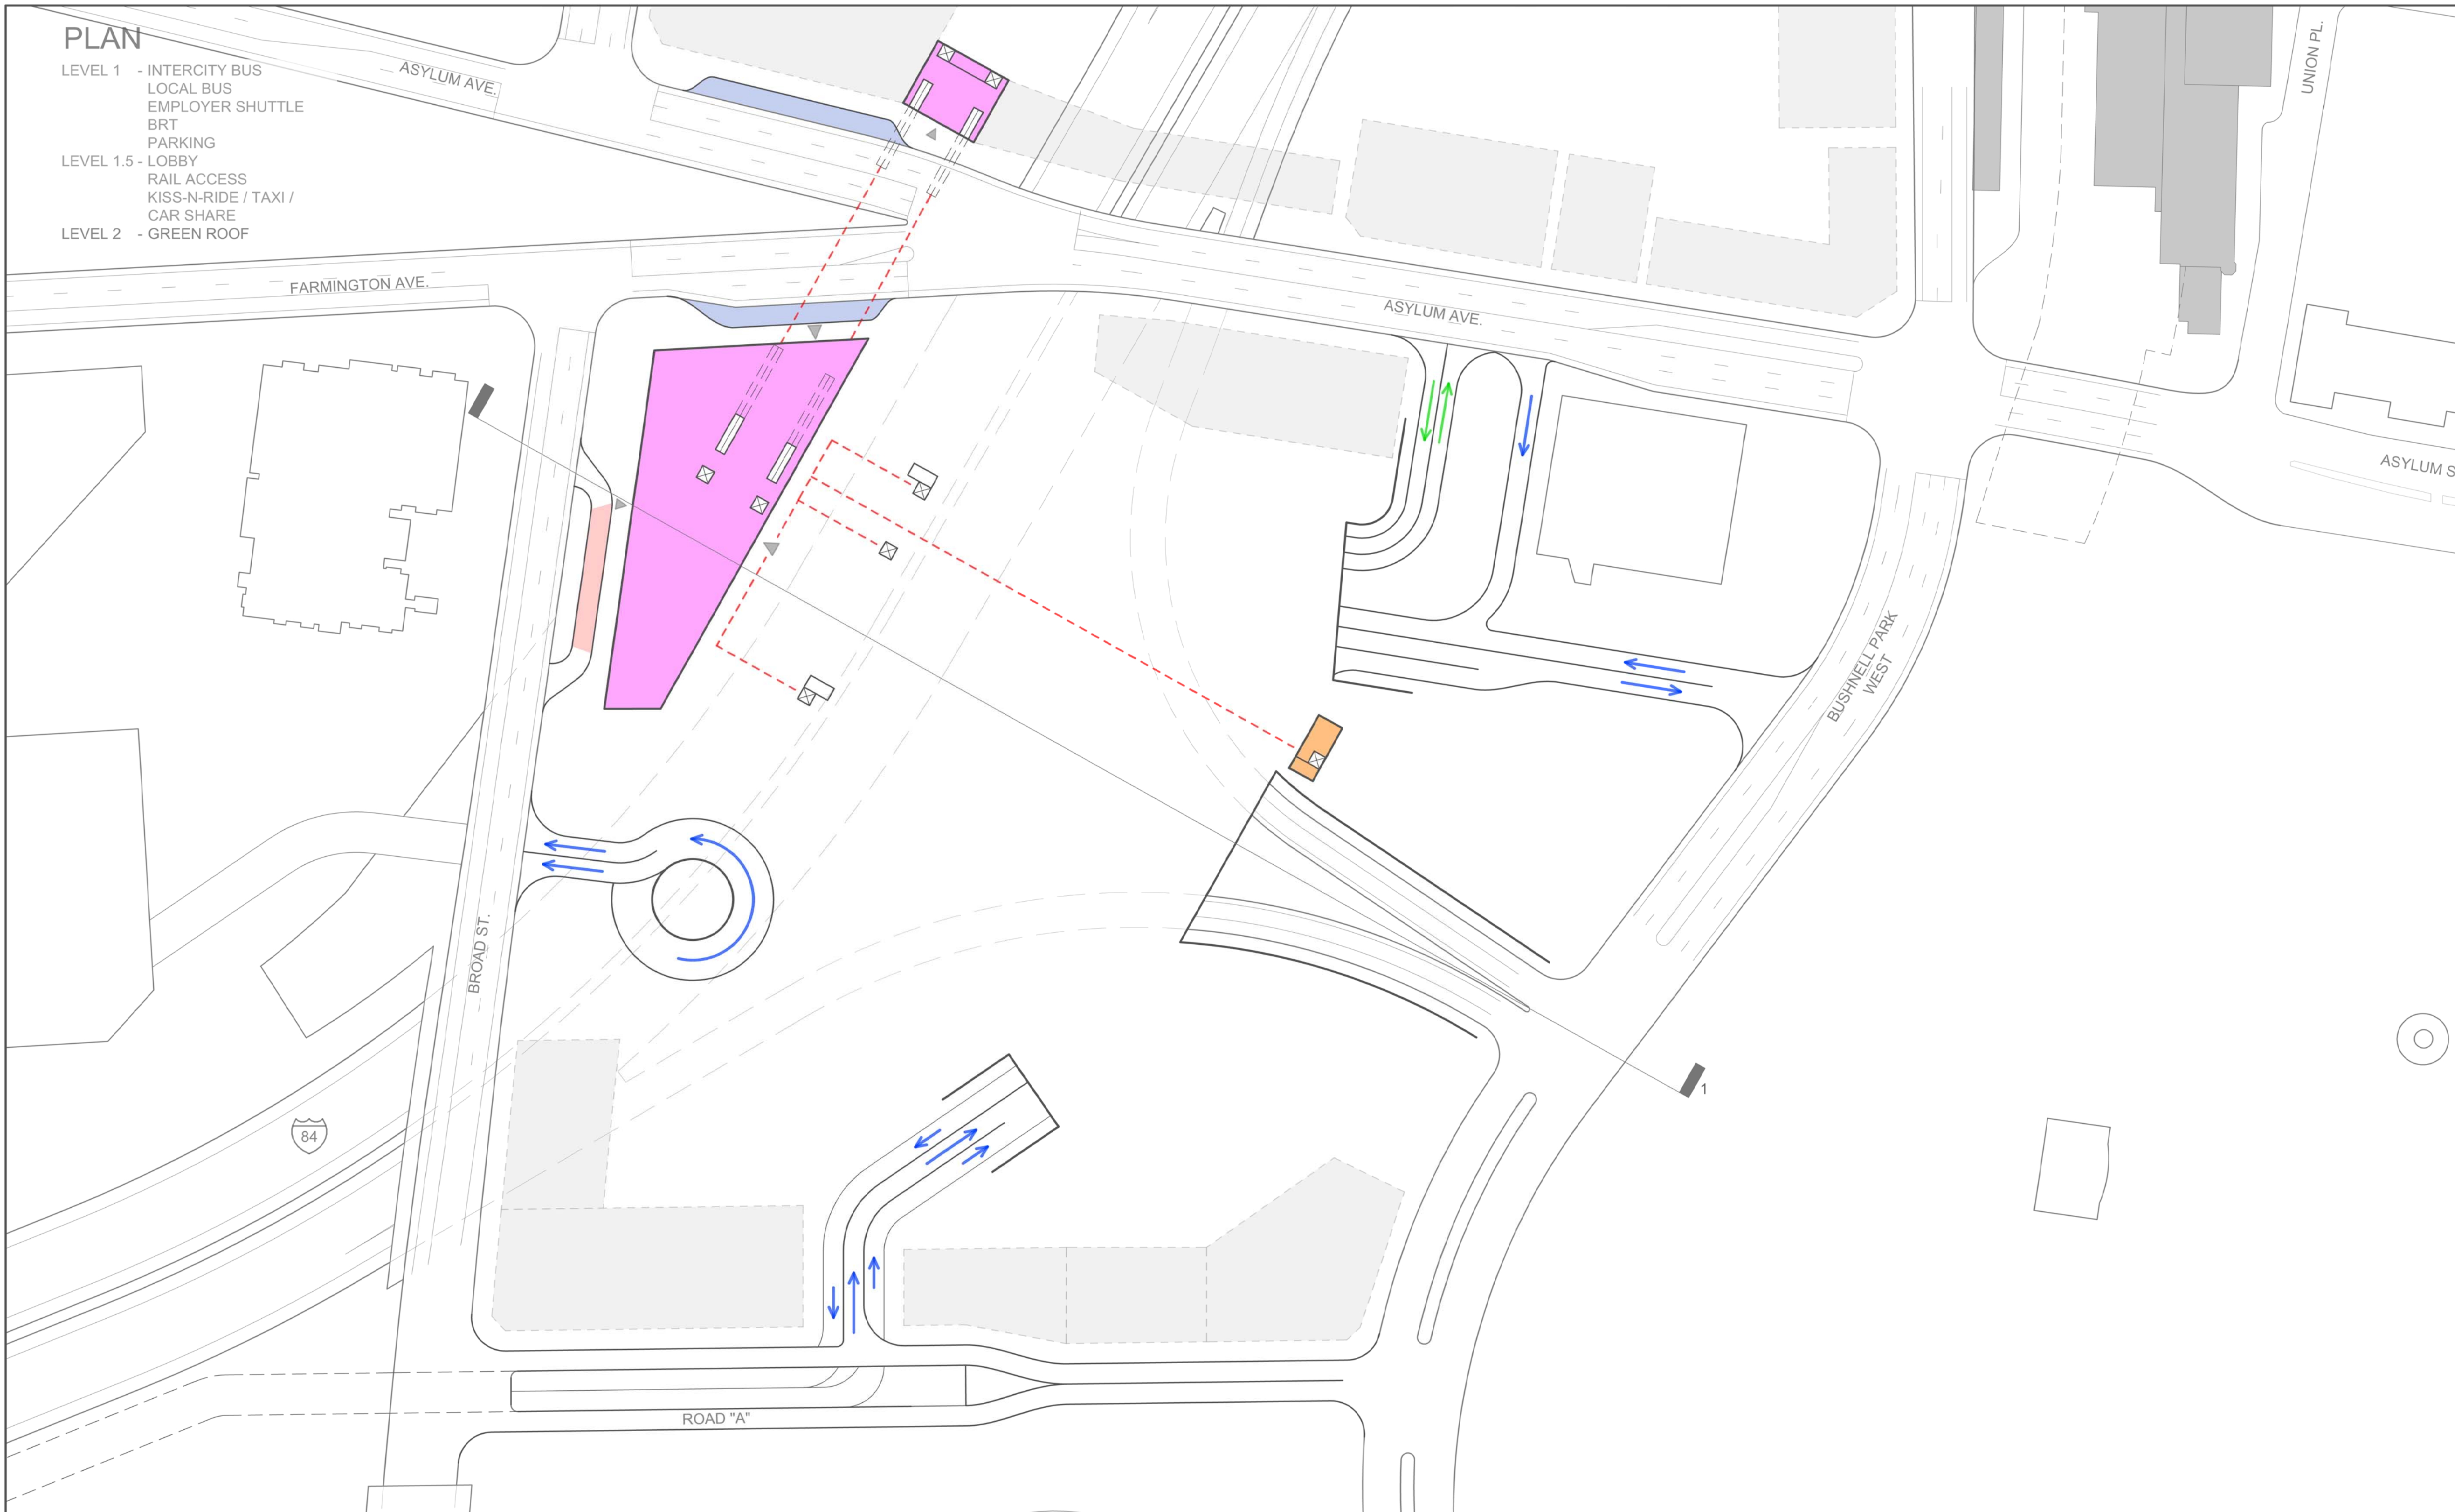 PLAN
LEVEL 1 - INTERCITY BUS
LOCAL BUS
EMPLOYER SHUTTLE
BRT
PARKING
LEVEL 1.5 - LOBBY
RAIL ACCESS
KISS-N-RIDE / TAXI /
CAR SHARE
LEVEL 2 - GREEN ROOF
ASYLUM AVE.
UNION PL.
FARMINGTON AVE.
ASYLUM AVE.
ASYLUM S
BUSHNELL PARK
WEST
BROAD ST.
1
84
ROAD "A"